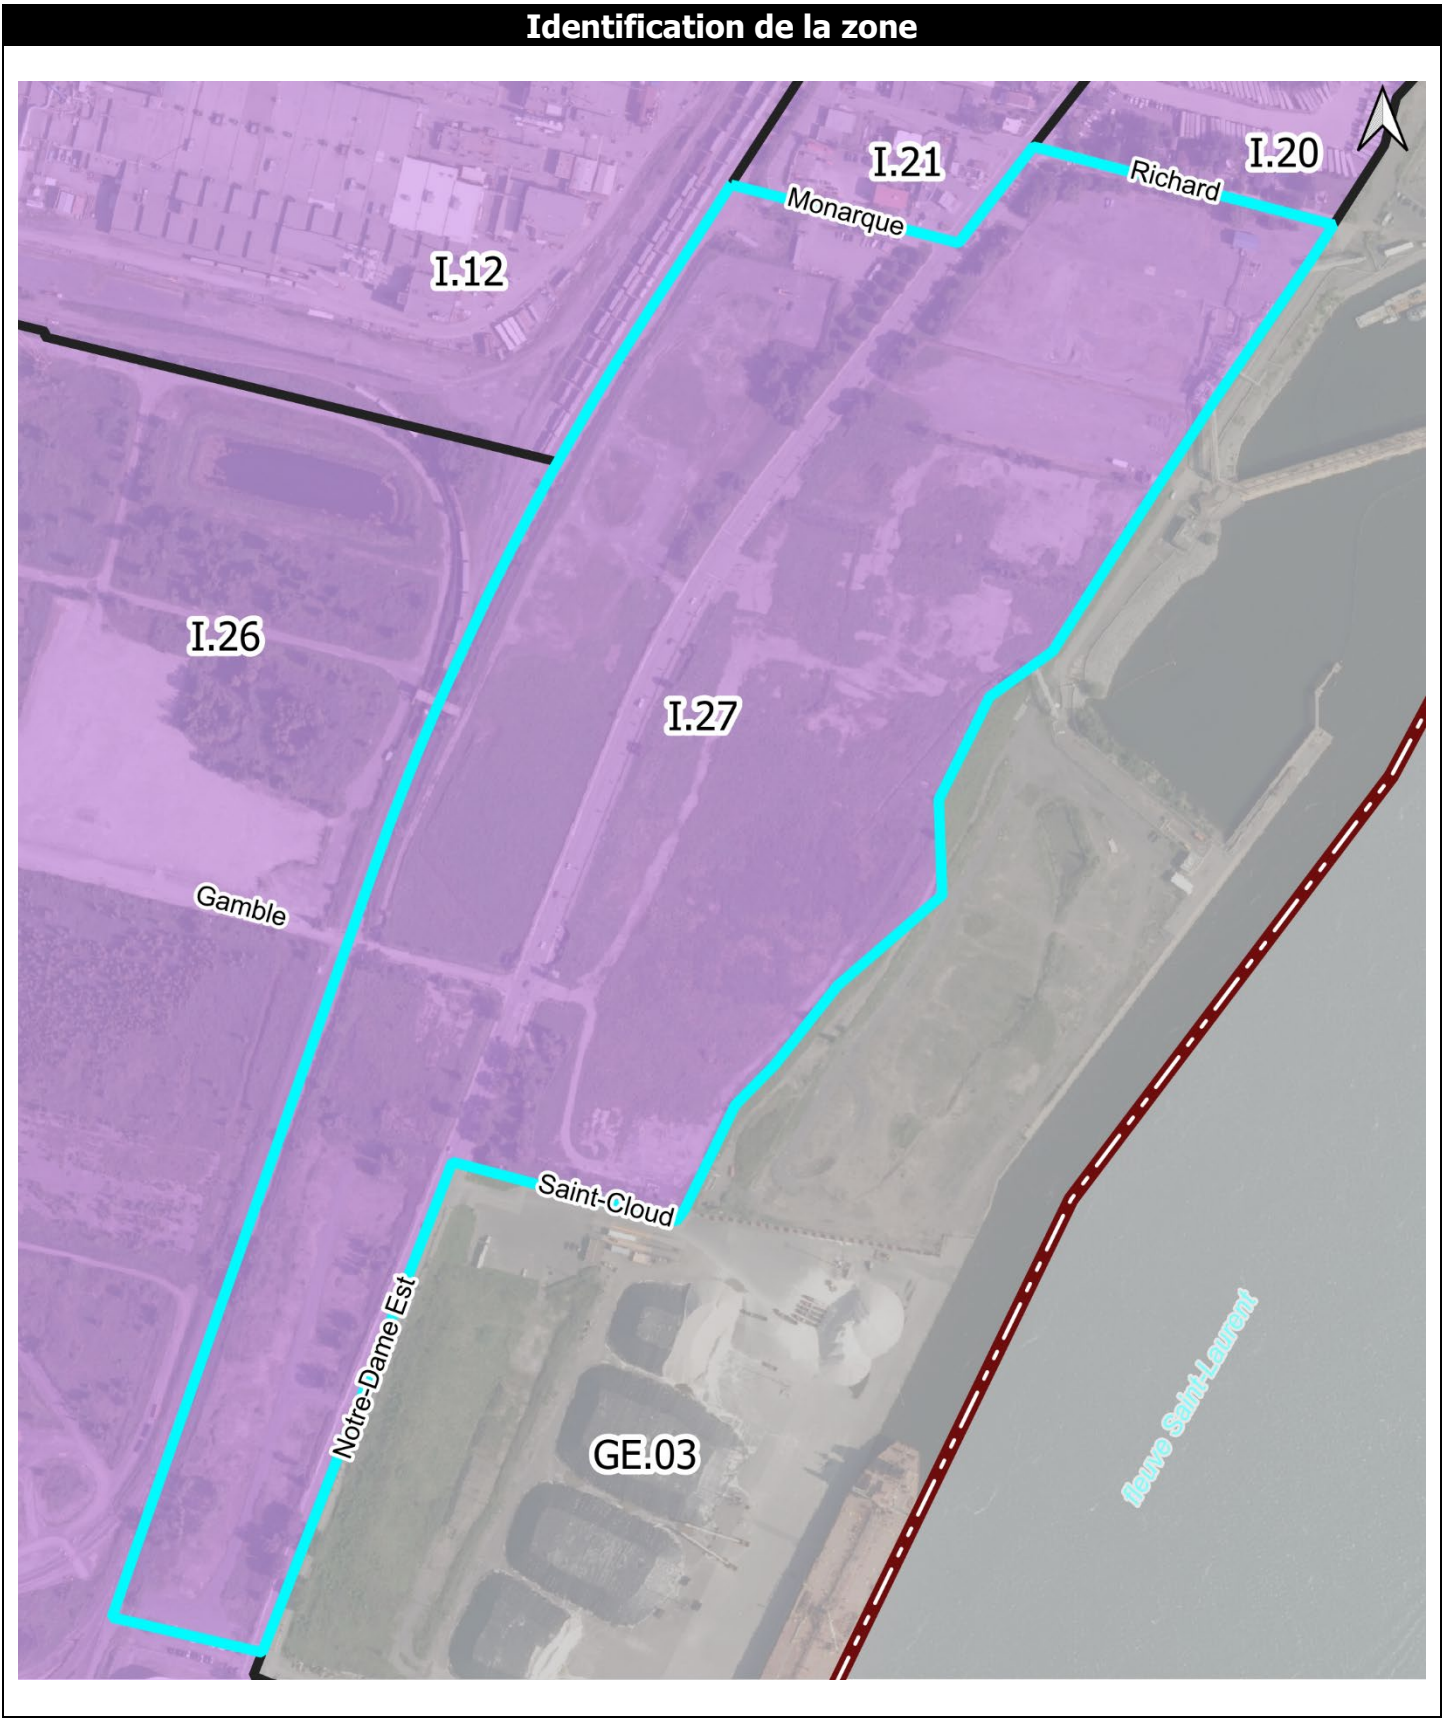 Identification de la zone
I.21
I.20
Richard
Monarque
I.12
I.26
I.27
Gamble
Saint-Cloud
Notre-Dame Est
GE.03
fleuve Saint-Laurent